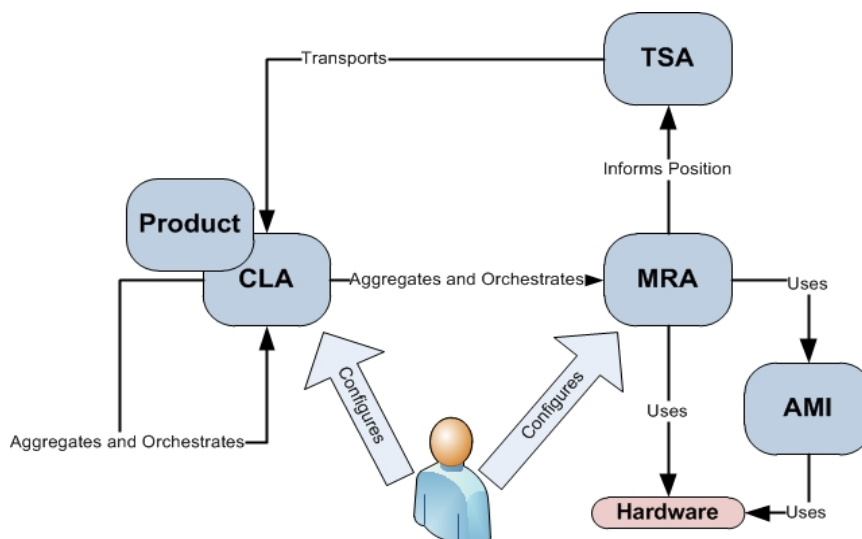 TSA
Transports
Informs Position
Product
CLA
Aggregates and Orchestrates
MRA
Uses
Configures
Configures
Uses
AMI
Aggregates and Orchestrates
Hardware
Uses